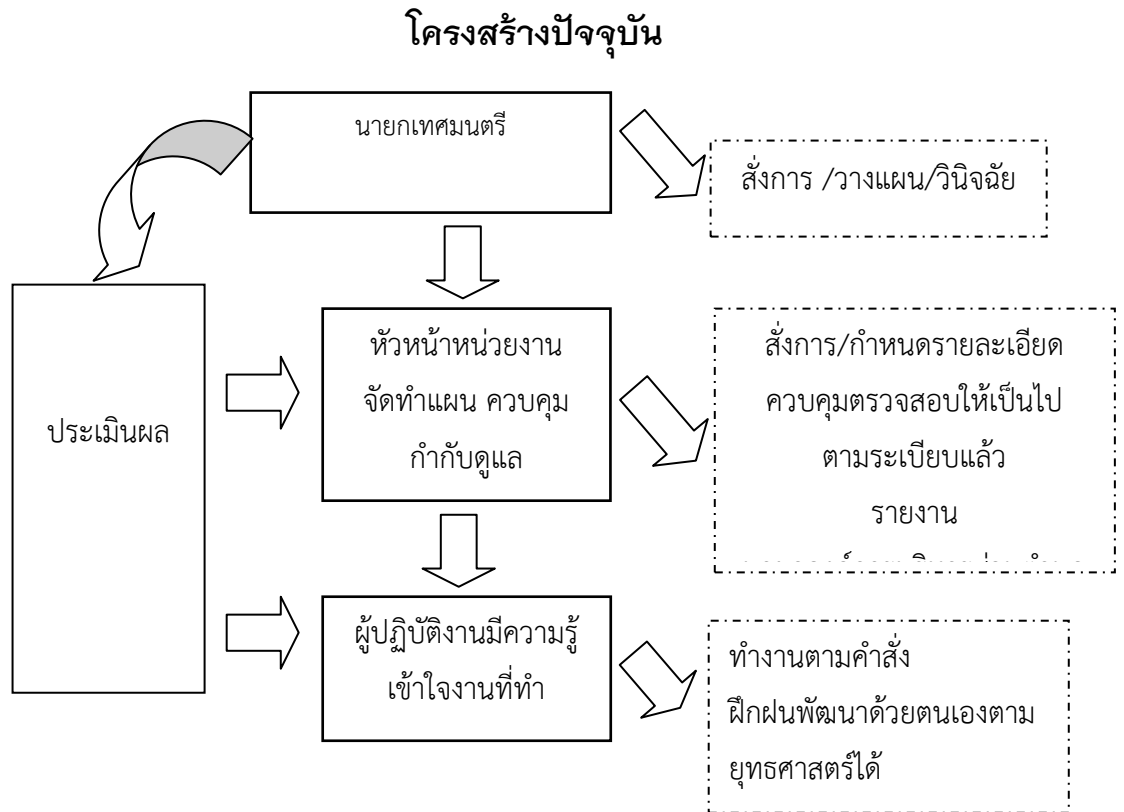 โครงสร้างปัจจุบัน
นายกเทศมนตรี
สั่งการ /วางแผน/วินิจฉัย
ประเมินผล
หัวหน้าหน่วยงาน
จัดทำแผน ควบคุม
กำกับดูแล
สั่งการ/กำหนดรายละเอียด
ควบคุมตรวจสอบให้เป็นไป
ตามระเบียบแล้ว
รายงาน
ผู้ปฏิบัติงานมีความรู้
เข้าใจงานที่ทำ
ทำงานตามคำสั่ง
ฝึกฝนพัฒนาด้วยตนเองตาม
ยุทธศาสตร์ได้